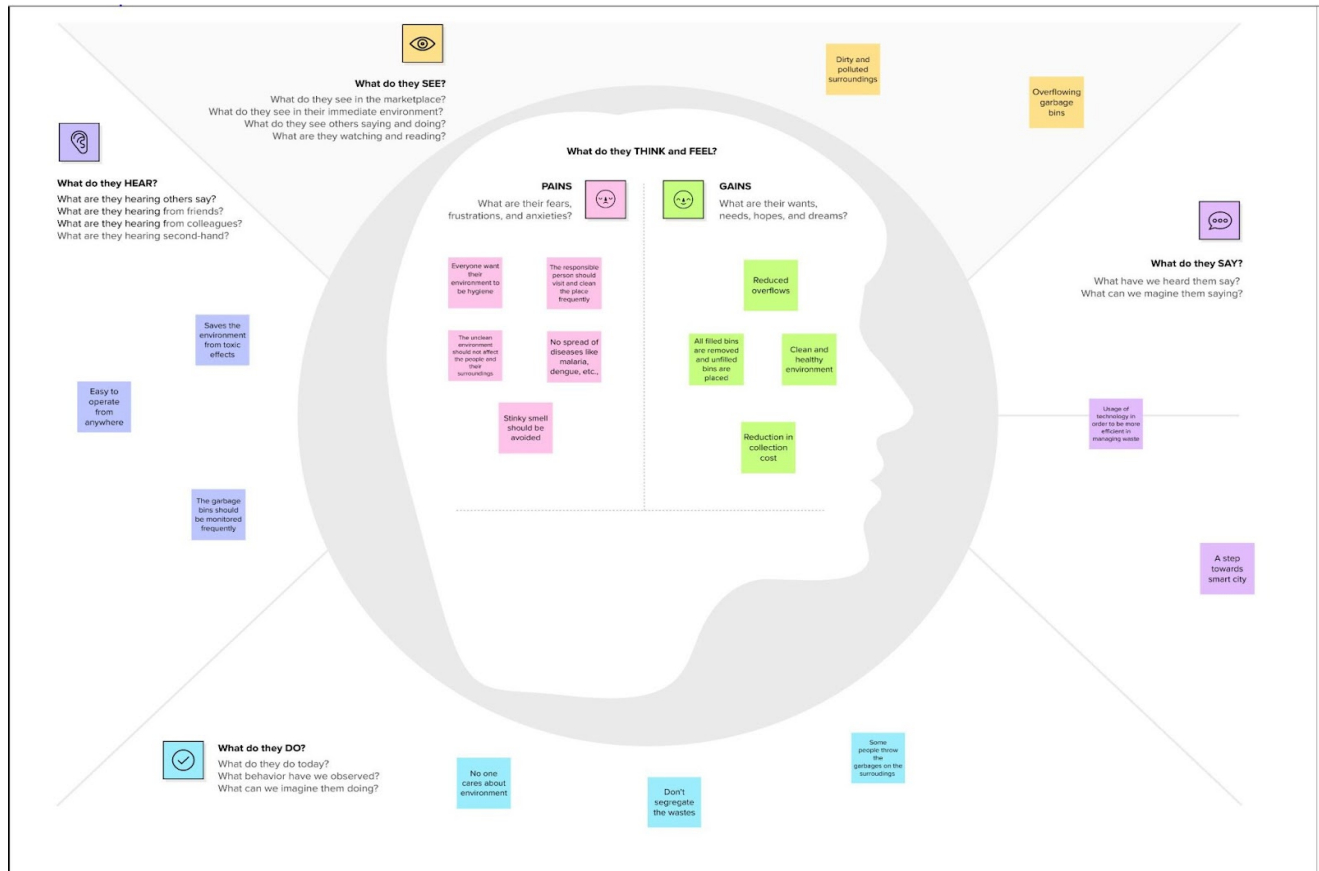 What do they SEE?
What do they see in the marketplace?
What do they see in their immediate environment?
What do they see others saying and doing?
What are they watching and reading?
Dirty and
polluted
surroundings
Overflowing
garbage
bins
What do they HEAR?
What are they hearing others say?
What are they hearing from friends?
What are they hearing from colleagues?
What are they hearing second-hand?
Saves the
environment
from toxic
effects
Easy to
operate
from
anywhere
The garbage
bins should
be monitored
frequently
What do they THINK and FEEL?
PAINS
What are their fears,
frustrations, and anxieties?
Everyone want
their
environment to
be hygiene
The responsible
person should
visit and clean
the place
frequently
The unclean
environment
should not affect
the people and
their
surroundings
No spread of
diseases like
malaria,
dengue, etc.,
Stinky smell
should be
avoided
GAINS
What are their wants,
needs, hopes, and dreams?
Reduced
overflows
All filled bins
are removed
and unfilled
bins are
placed
Clean and
healthy
environment
Reduction in
collection
cost
What do they SAY?
What have we heard them say?
What can we magine them saying?
Usage of
technology in
order to be more
efficient in
managing waste
A step
towards
smart city
What do they DO?
What do they do today?
What behavior have we observed?
What can we imagine them doing?
No one
cares about
environment
Don't
segregate
the wastes
Some
people throw
the
garbages on the
surroudings